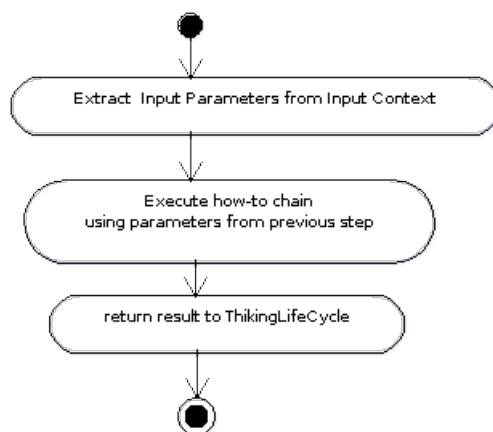 Extract Input Parameters from Input Context
Execute how-to chain
using parameters from previous step
return result to ThikingLifeCycle